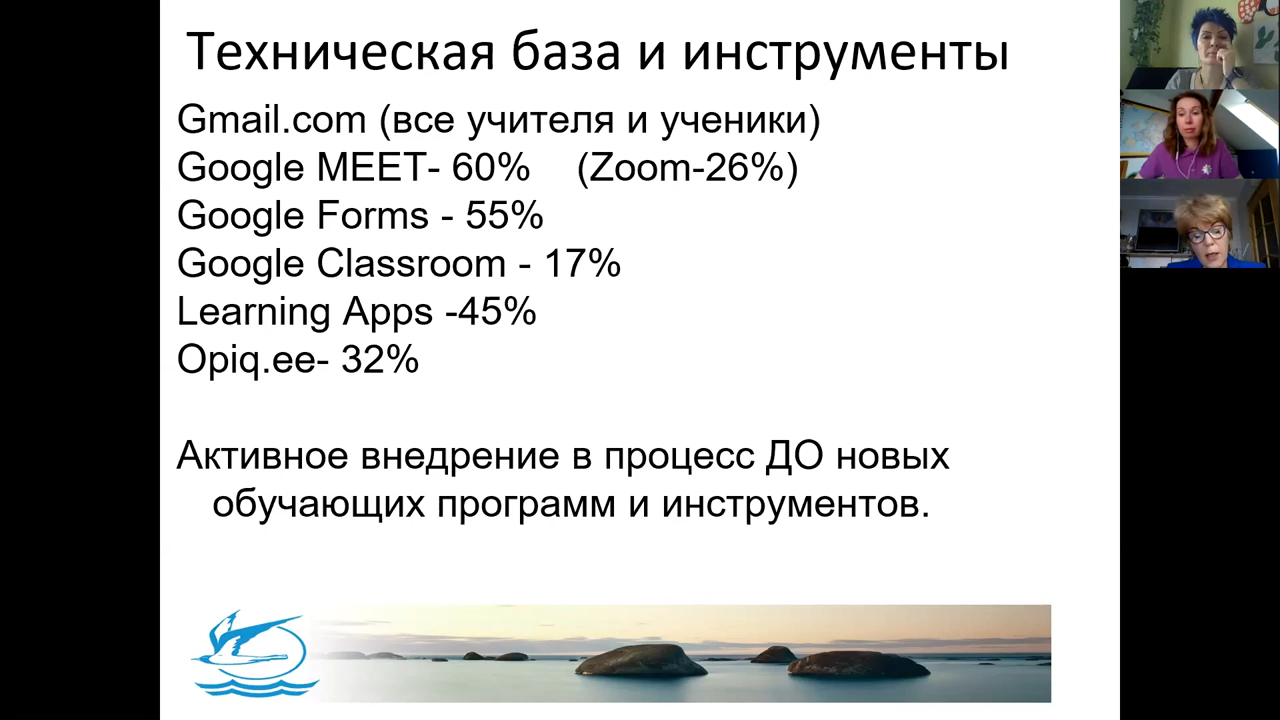 Техническая база и инструменты
Gmail.com (все учителя и ученики)
Google MEET- 60% (Zoom-26%)
Google Forms - 55%
Google Classroom - 17%
Learning Apps -45%
Opiq.ee- 32%
Активное внедрение в процесс ДО новых
обучающих программ и инструментов.